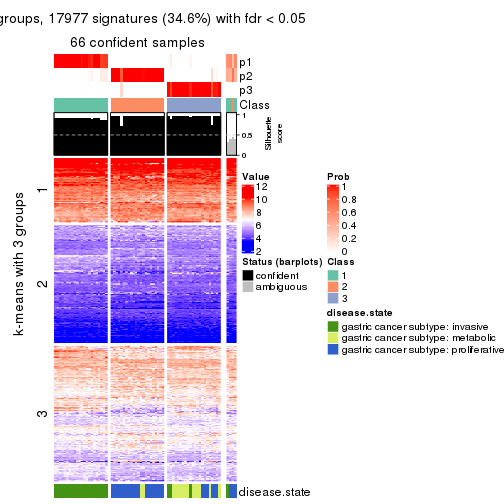 groups, 17977 signatures (34.6%) with fdr < 0.05
66 confident samples
p1
p2
p3
Class
1
0.5
0
Silhouette
score
k-means with 3 groups
1
2
3
disease.state
Value
12
10
8
6
4
2
Prob
1
0.8
0.6
0.4
0.2
0
Status (barplots)
confident
ambiguous
Class
1
2
3
disease.state
gastric cancer subtype: invasive
gastric cancer subtype: metabolic
gastric cancer subtype: proliferative